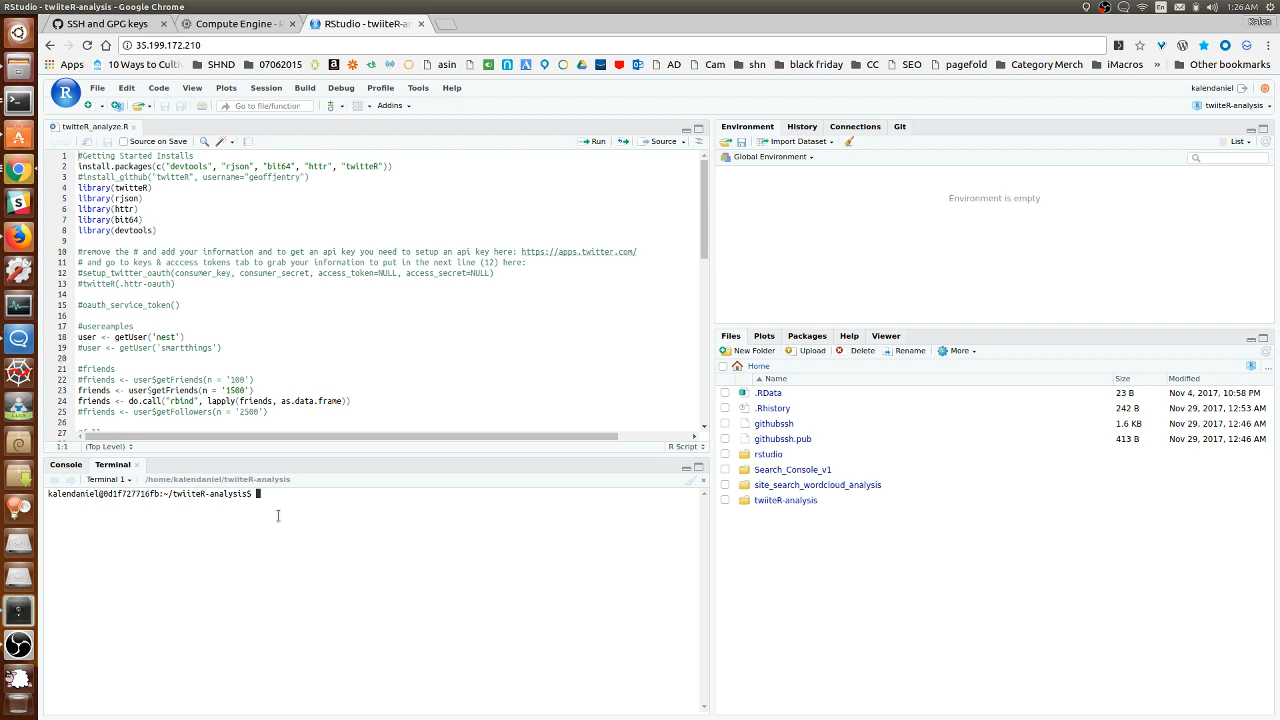 RStudio - twiiteR-analysis - Google Chrome
En
1:26AM
SSH and GPG keys
Compute Engine -
RStudio - twiiteR-ar
Kalen
35.199.172.210
Apps
10 Ways to Culti
SHND
07062015
asin
AD
Cam
shn
black friday
CC
SEO
pagefold
Category Merch
iMacros
»
Other bookmarks
R
File
Edit
Code
View
Plots
Session
Build
Debug
Profile
Tools
Help
kalendaniel
Go to file/function
Addins
twiiteR-analysis
twitteR_analyze.R
Source on Save
Run
Source
1 #Getting Started Installs
2 install.packages(c("devtools", "rjson", "bit64", "httr", "twitteR"))
3 #install_github("twitteR", username="geoffjentry")
4 library(twitteR)
5 library(rjson)
6 library(httr)
7 library(bit64)
8 library(devtools)
9
10 #remove the # and add your information and to get an api key you need to setup an api key here: https://apps.twitter.com/
11 # and go to keys & acccess tokens tab to grab your information to put in the next line (12) here:
12 #setup_twitter_oauth(consumer_key, consumer_secret, access_token=NULL, access_secret=NULL)
13 #twitteR(.httr-oauth)
14
15 #oauth_service_token()
16
17 #usereamples
18 user <- getUser('nest')
19 #user <- getUser('smartthings')
20
21 #friends
22 #friends <- user$getFriends(n = '100')
23 friends <- user$getFriends(n = '1500')
24 friends <- do.call("rbind", lapply(friends, as.data.frame))
25 #friends <- user$getFollowers(n = '2500')
26
27
1:1
(Top Level)
R Script
Console
Terminal
Terminal 1
/home/kalendaniel/twiiteR-analysis
kalendaniel@0d1f727716fb:~/twiiteR-analysis$
Environment
History
Connections
Git
Import Dataset
List
Global Environment
Environment is empty
Files
Plots
Packages
Help
Viewer
New Folder
Upload
Delete
Rename
More
Home
...
Name
Size
Modified
.RData
23 B
Nov 4, 2017, 10:58 PM
.Rhistory
242 B
Nov 29, 2017, 12:53 AM
githubssh
1.6 KB
Nov 29, 2017, 12:46 AM
githubssh.pub
413 B
Nov 29, 2017, 12:46 AM
rstudio
Search_Console_v1
site_search_wordcloud_analysis
twiiteR-analysis